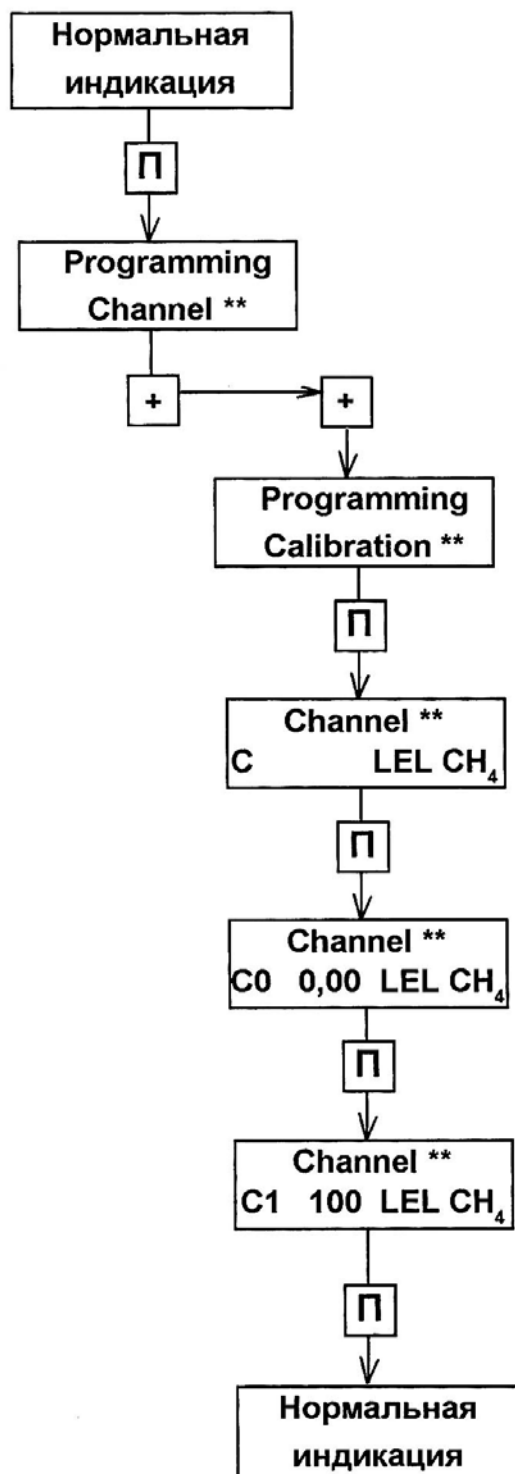 Нормальная
индикация
П
Programming
Channel **
+ +
Programming
Calibration **
П
Channel **
C LEL CH₄
П
Channel **
C0 0,00 LEL CH₄
П
Channel **
C1 100 LEL CH₄
П
Нормальная
индикация